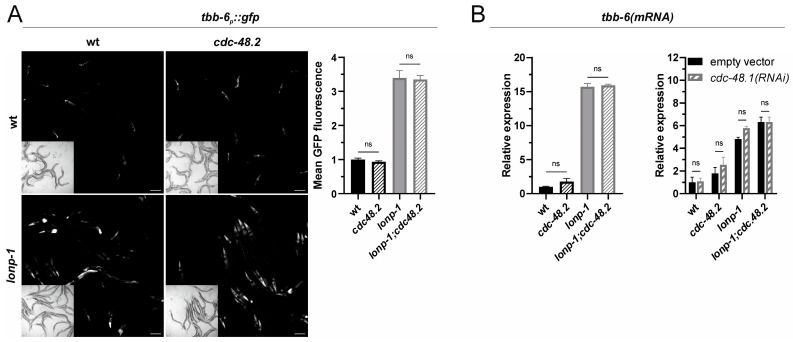 A
tbb-6p::gfp
wt
cdc-48.2
wt
lonp-1
Mean GFP fluorescence
4
3
2
1
0
ns
ns
wt
cdc48.2
lonp-1
lonp-1;cdc-48.2
B
tbb-6(mRNA)
Relative expression
20
15
10
5
0
ns
ns
wt
cdc-48.2
lonp-1
lonp-1;cdc-48.2
Relative expression
12
10
8
6
4
2
0
empty vector
cdc-48.1(RNAi)
ns
ns
ns
ns
wt
cdc-48.2
lonp-1
lonp-1;cdc-48.2